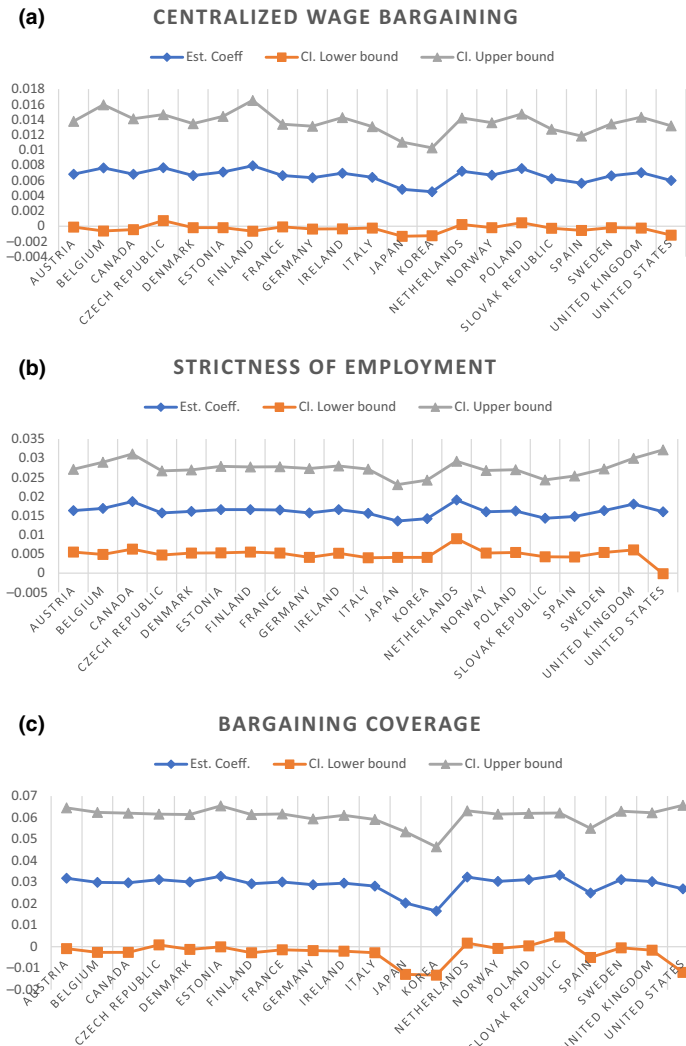 (a)
CENTRALIZED WAGE BARGAINING
Est. Coeff CI. Lower bound CI. Upper bound
0.018
0.016
0.014
0.012
0.01
0.008
0.006
0.004
0.002
0
−0.002
−0.004
AUSTRIA
BELGIUM
CANADA
CZECH REPUBLIC
DENMARK
ESTONIA
FINLAND
FRANCE
GERMANY
IRELAND
ITALY
JAPAN
KOREA
NETHERLANDS
NORWAY
POLAND
SLOVAK REPUBLIC
SPAIN
SWEDEN
UNITED KINGDOM
UNITED STATES
(b)
STRICTNESS OF EMPLOYMENT
Est. Coeff. CI. Lower bound CI. Upper bound
0.035
0.03
0.025
0.02
0.015
0.01
0.005
0
−0.005
AUSTRIA
BELGIUM
CANADA
CZECH REPUBLIC
DENMARK
ESTONIA
FINLAND
FRANCE
GERMANY
IRELAND
ITALY
JAPAN
KOREA
NETHERLANDS
NORWAY
POLAND
SLOVAK REPUBLIC
SPAIN
SWEDEN
UNITED KINGDOM
UNITED STATES
(c)
BARGAINING COVERAGE
Est. Coeff. CI. Lower bound CI. Upper bound
0.07
0.06
0.05
0.04
0.03
0.02
0.01
0
−0.01
−0.02
AUSTRIA
BELGIUM
CANADA
CZECH REPUBLIC
DENMARK
ESTONIA
FINLAND
FRANCE
GERMANY
IRELAND
ITALY
JAPAN
KOREA
NETHERLANDS
NORWAY
POLAND
SLOVAK REPUBLIC
SPAIN
SWEDEN
UNITED KINGDOM
UNITED STATES